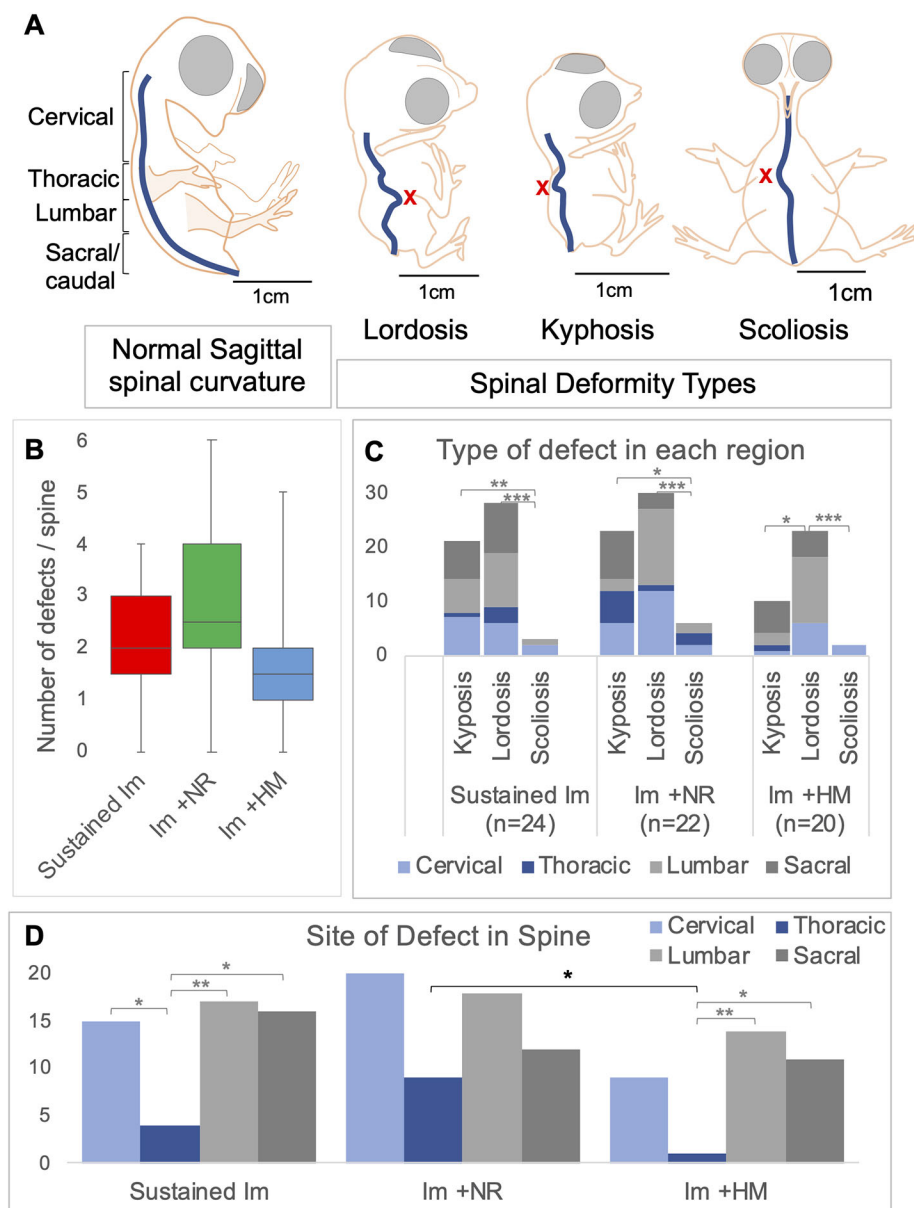 A
Cervical
Thoracic
Lumbar
Sacral/
caudal
X
X
X
1cm
1cm
1cm
1cm
Lordosis
Kyphosis
Scoliosis
Normal Sagittal
spinal curvature
Spinal Deformity Types
B
Number of defects / spine
6
5
4
3
2
1
0
Sustained Im
Im +NR
Im +HM
C
Type of defect in each region
30
20
10
0
**
***
*
***
*
***
Kyposis
Lordosis
Scoliosis
Kyposis
Lordosis
Scoliosis
Kyposis
Lordosis
Scoliosis
Sustained Im
(n=24)
Im +NR
(n=22)
Im +HM
(n=20)
Cervical
Thoracic
Lumbar
Sacral
D
Site of Defect in Spine
Cervical
Thoracic
Lumbar
Sacral
20
15
10
5
0
*
**
*
*
*
**
Sustained Im
Im +NR
Im +HM